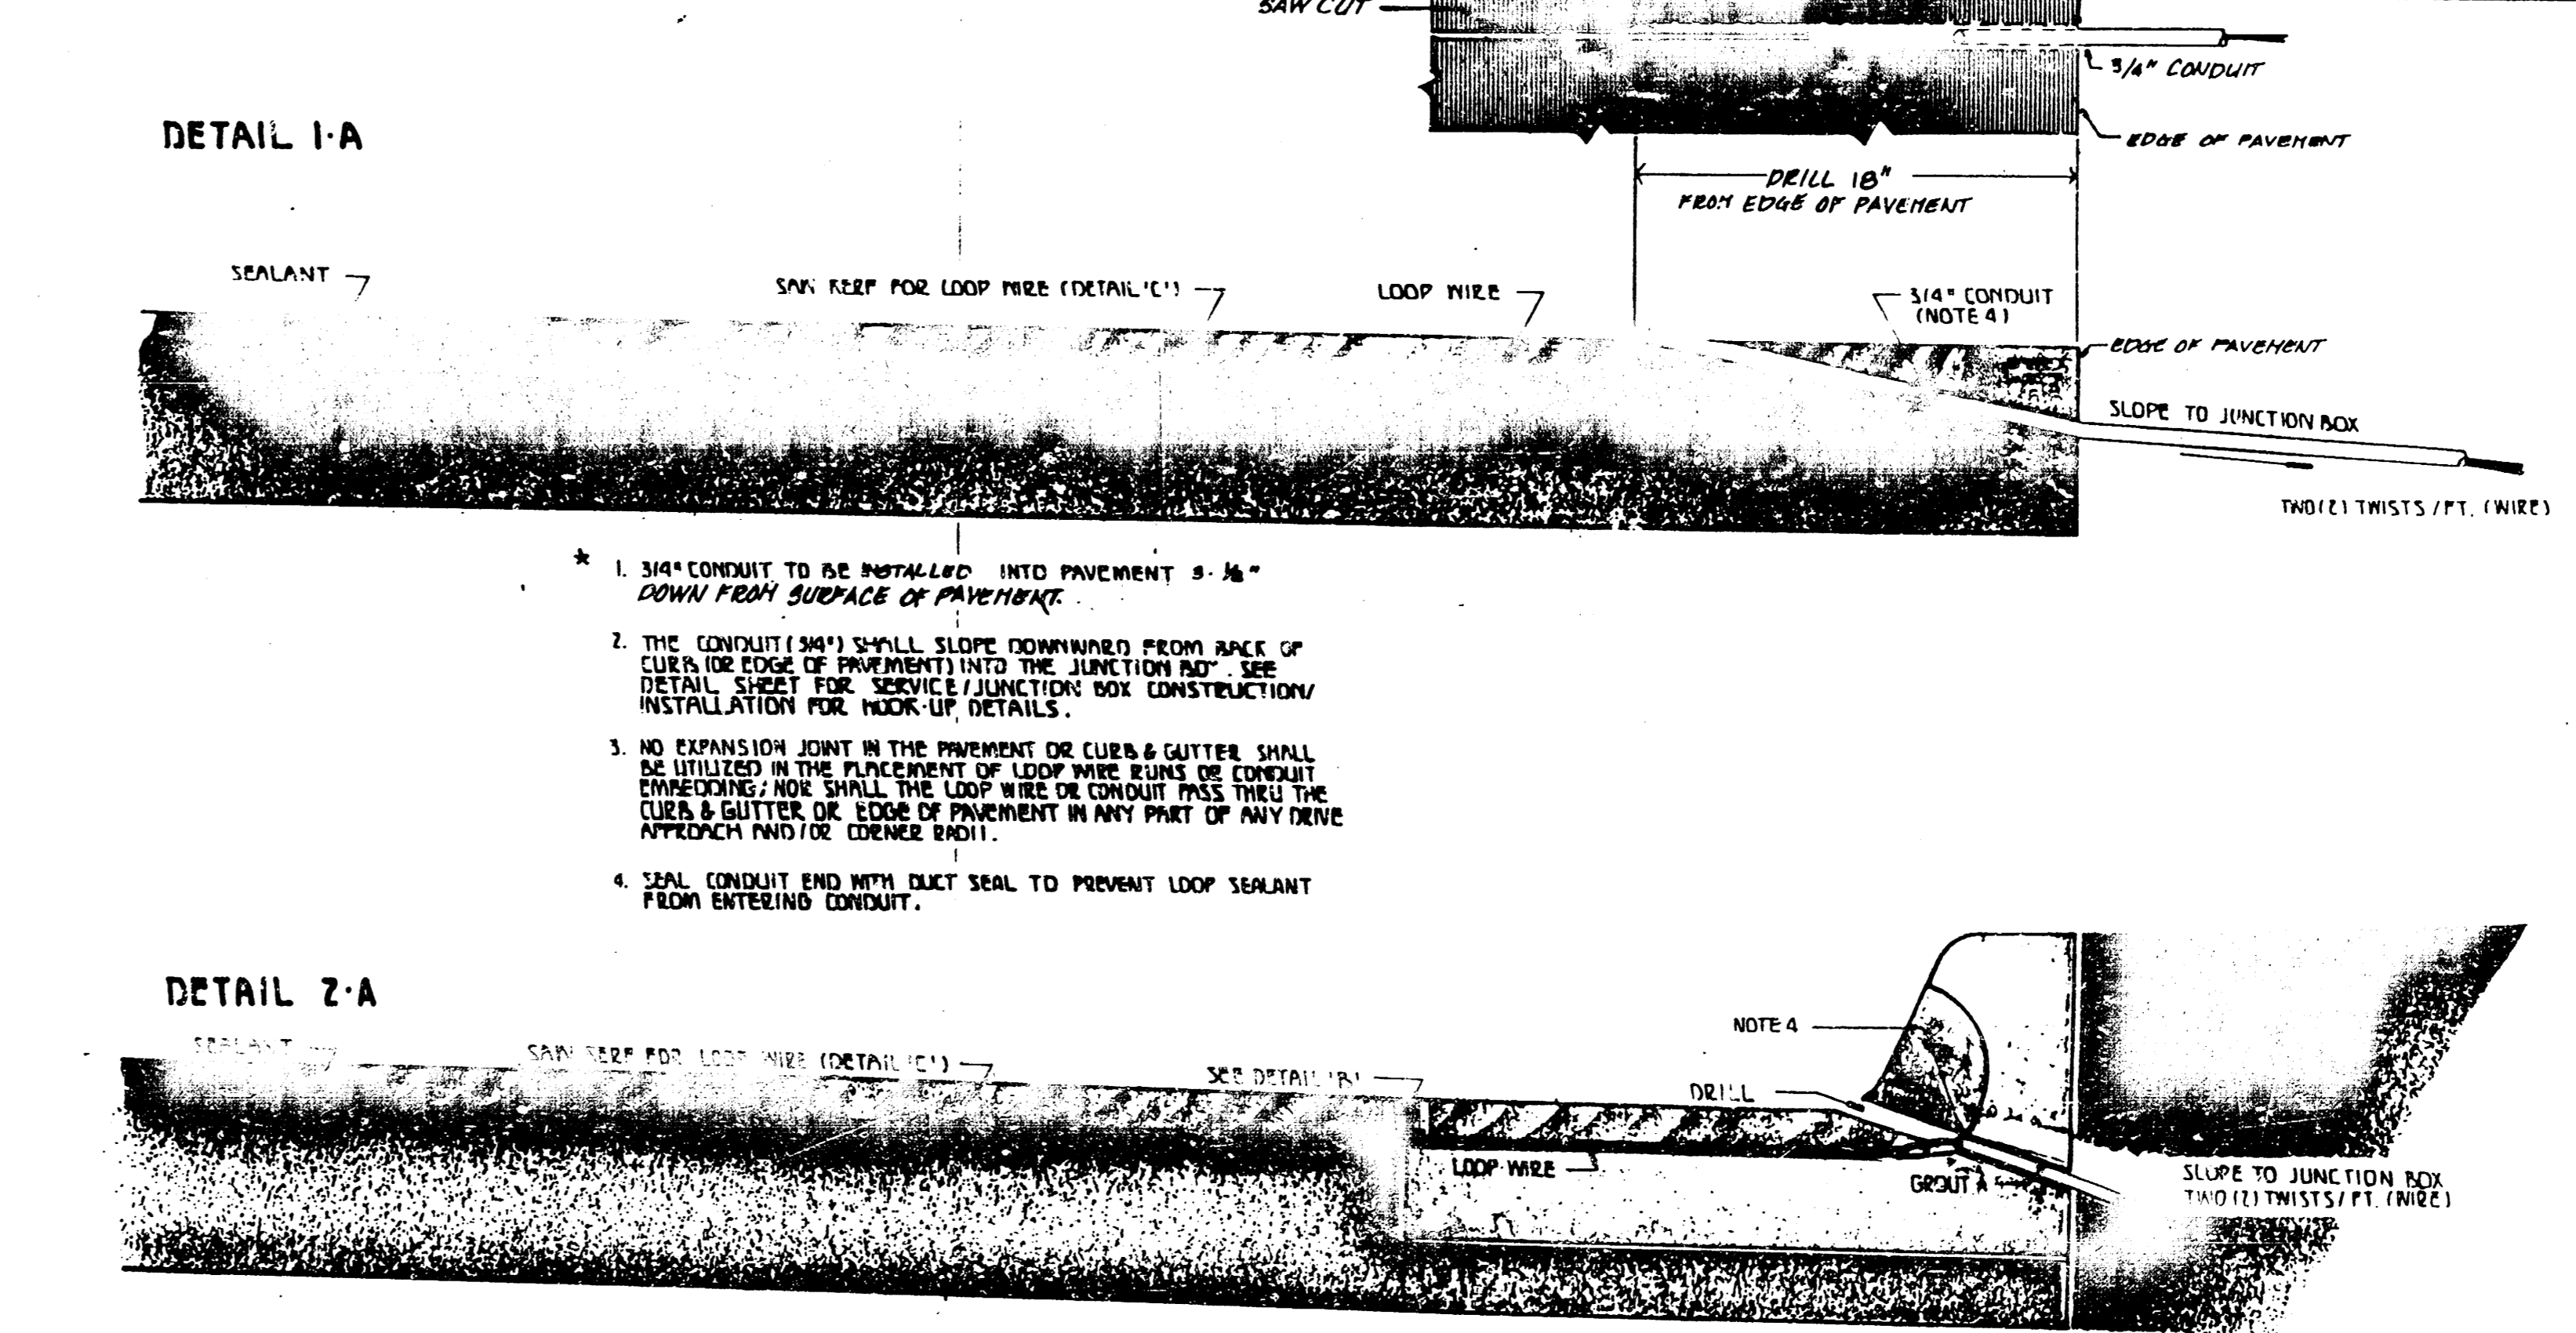 SAW CUT
3/4" CONDUIT
EDGE OF PAVEMENT
DETAIL 1·A
DRILL 18"
FROM EDGE OF PAVEMENT
SEALANT
SAW KERF FOR LOOP WIRE (DETAIL 'C')
LOOP WIRE
3/4" CONDUIT
(NOTE 4)
EDGE OF PAVEMENT
SLOPE TO JUNCTION BOX
TWO (2) TWISTS / FT. (WIRE)
* 1. 3/4" CONDUIT TO BE INSTALLED INTO PAVEMENT
DOWN FROM SURFACE OF PAVEMENT.
2. THE CONDUIT (3/4") SHALL SLOPE DOWNWARD FROM BACK OF
CURB (OR EDGE OF PAVEMENT) INTO THE JUNCTION BOX. SEE
DETAIL SHEET FOR SERVICE / JUNCTION BOX CONSTRUCTION/
INSTALLATION FOR HOOK-UP DETAILS.
3. NO EXPANSION JOINT IN THE PAVEMENT OR CURB & GUTTER SHALL
BE UTILIZED IN THE PLACEMENT OF LOOP WIRE RUNS OR CONDUIT
EMBEDDING; NOR SHALL THE LOOP WIRE OR CONDUIT PASS THRU THE
CURB & GUTTER OR EDGE OF PAVEMENT IN ANY PART OF ANY DRIVE
APPROACH AND / OR CORNER RADII.
4. SEAL CONDUIT END WITH DUCT SEAL TO PREVENT LOOP SEALANT
FROM ENTERING CONDUIT.
DETAIL 2·A
SEALANT
SAW KERF FOR LOOP WIRE (DETAIL 'C')
SEE DETAIL 'B'
NOTE 4
DRILL
LOOP WIRE
GROUT
SLOPE TO JUNCTION BOX
TWO (2) TWISTS / FT. (WIRE)